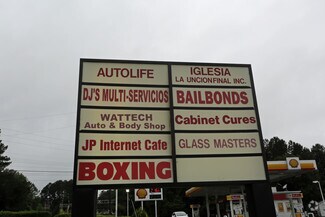 AUTOLIFE
DJ'S MULTI-SERVICIOS
WATTECH
Auto & Body Shop
JP Internet Cafe
BOXING
IGLESIA
LA UNCIONFINAL INC.
BAILBONDS
Cabinet Cures
GLASS MASTERS